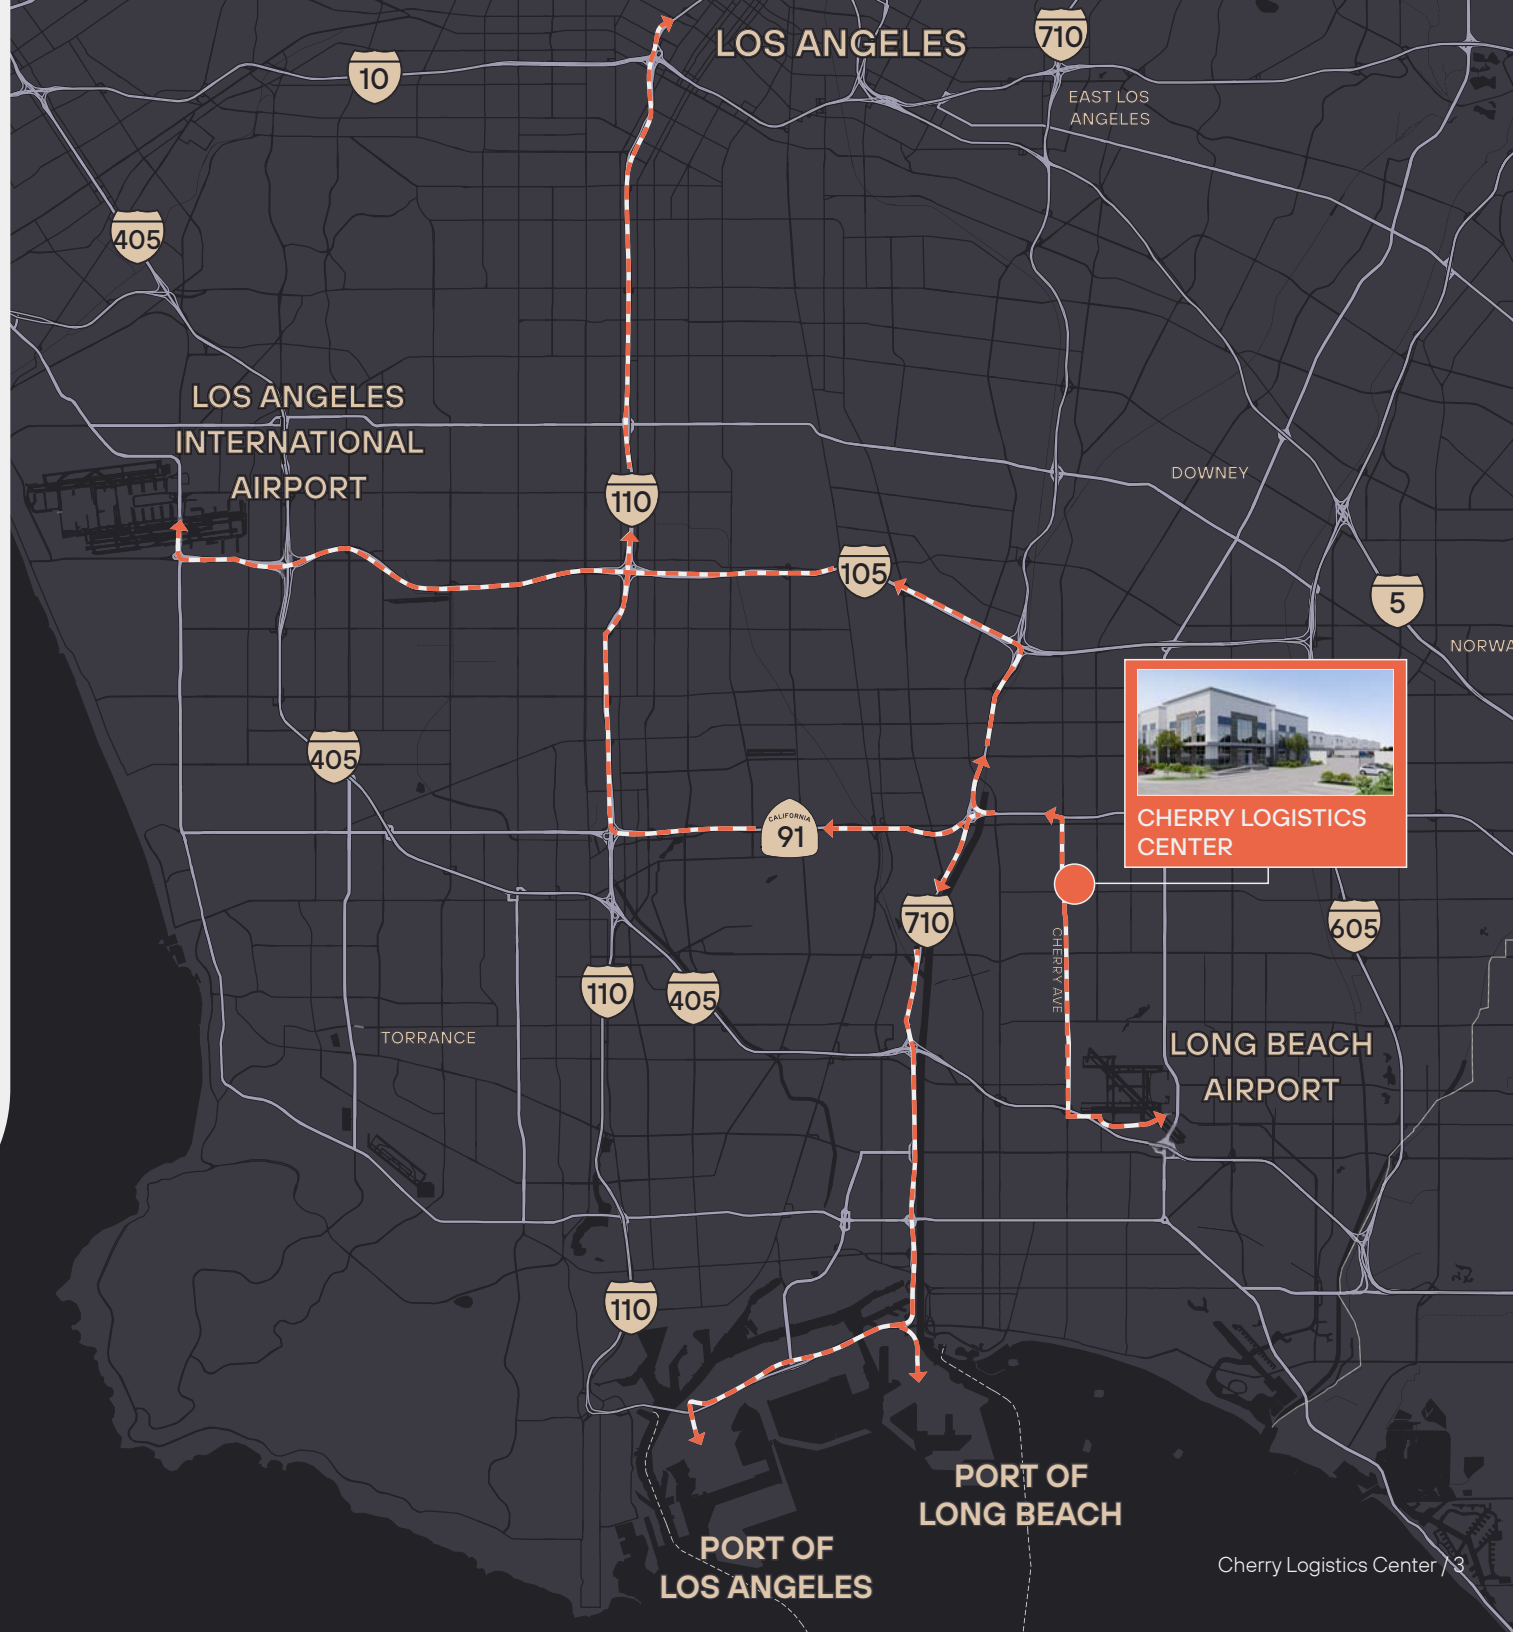 LOS ANGELES
710
10
EAST LOS
ANGELES
405
LOS ANGELES
INTERNATIONAL
AIRPORT
DOWNEY
110
105
5
NORWA
405
CHERRY LOGISTICS
CENTER
CALIFORNIA
91
710
605
CHERRY AVE
110
405
TORRANCE
LONG BEACH
AIRPORT
110
PORT OF
LONG BEACH
PORT OF
LOS ANGELES
Cherry Logistics Center / 3